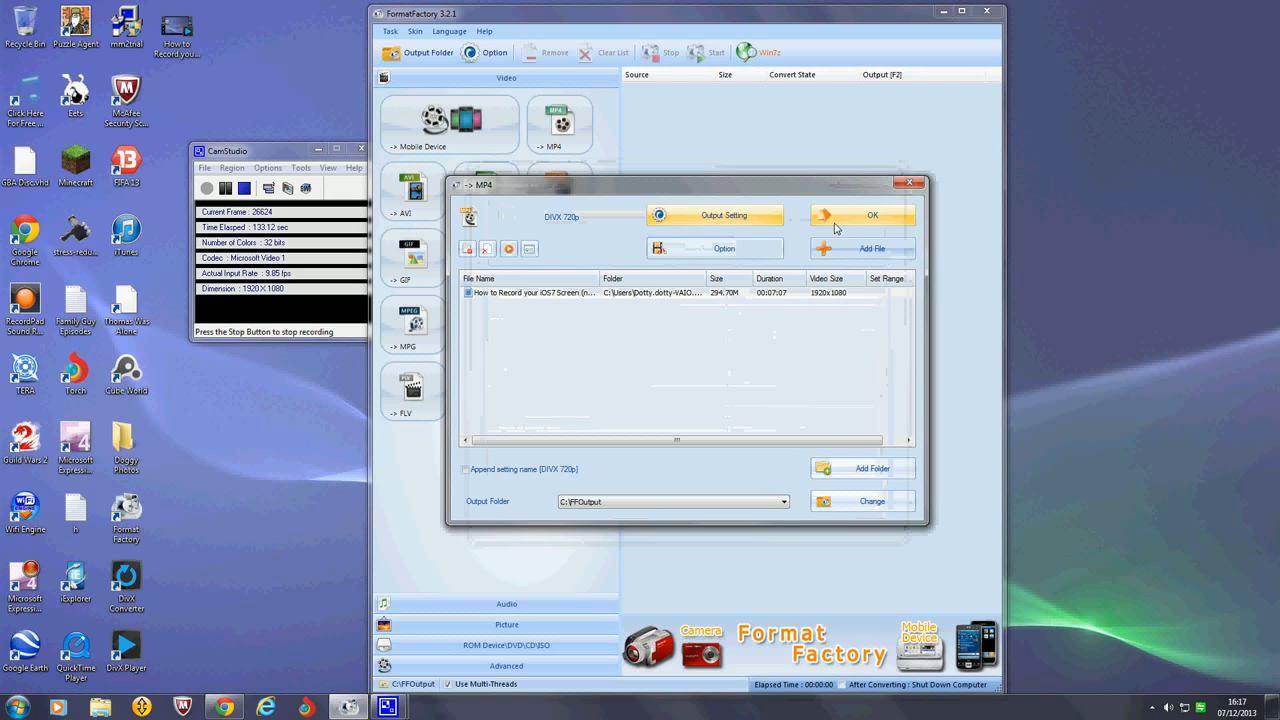 Recycle Bin
Puzzle Agent
mm2trial
How to
Record you...
Click Here
For Free ...
Eets
McAfee
Security Sc...
GBA Disc.vhd
Minecraft
FIFA 13
Google
Chrome
stress-redu...
iTunes
RecordPad
Sound R...
Family Guy
Episodes
Thomas Was
Alone
TERA
Torch
Cube World
Guild Wars 2
Microsoft
Expressi...
Doggy
Photos
Wifi Engine
h
Format
Factory
Microsoft
Expressi...
iExplorer
DivX
Converter
Google Earth
QuickTime
Player
DivX Player
CamStudio
File Region Options Tools View Help
Current Frame : 26624
Time Elasped : 133.12 sec
Number of Colors : 32 bits
Codec : Microsoft Video 1
Actual Input Rate : 9.85 fps
Dimension : 1920 X 1080
Press the Stop Button to stop recording
FormatFactory 3.2.1
Task Skin Language Help
Output Folder Option Remove Clear List Stop Start Win7z
Video
Source Size Convert State Output [F2]
-> Mobile Device
MP4
-> MP4
AVI
-> AVI
GIF
-> GIF
MPEG
-> MPG
FLV
-> FLV
-> MP4
DIVX 720p
Output Setting
OK
Option
Add File
File Name Folder Size Duration Video Size Set Range
How to Record your iOS7 Screen (n... C:\Users\Dotty.dotty-VAIO.... 294.70M 00:07:07 1920x1080
Append setting name [DIVX 720p]
Add Folder
Output Folder
C:\FFOutput
Change
Audio
Picture
ROM Device\DVD\CD\ISO
Advanced
Camera
Format
Factory
Mobile
Device
C:\FFOutput
Use Multi-Threads
Elapsed Time : 00:00:00
After Converting : Shut Down Computer
16:17
07/12/2013